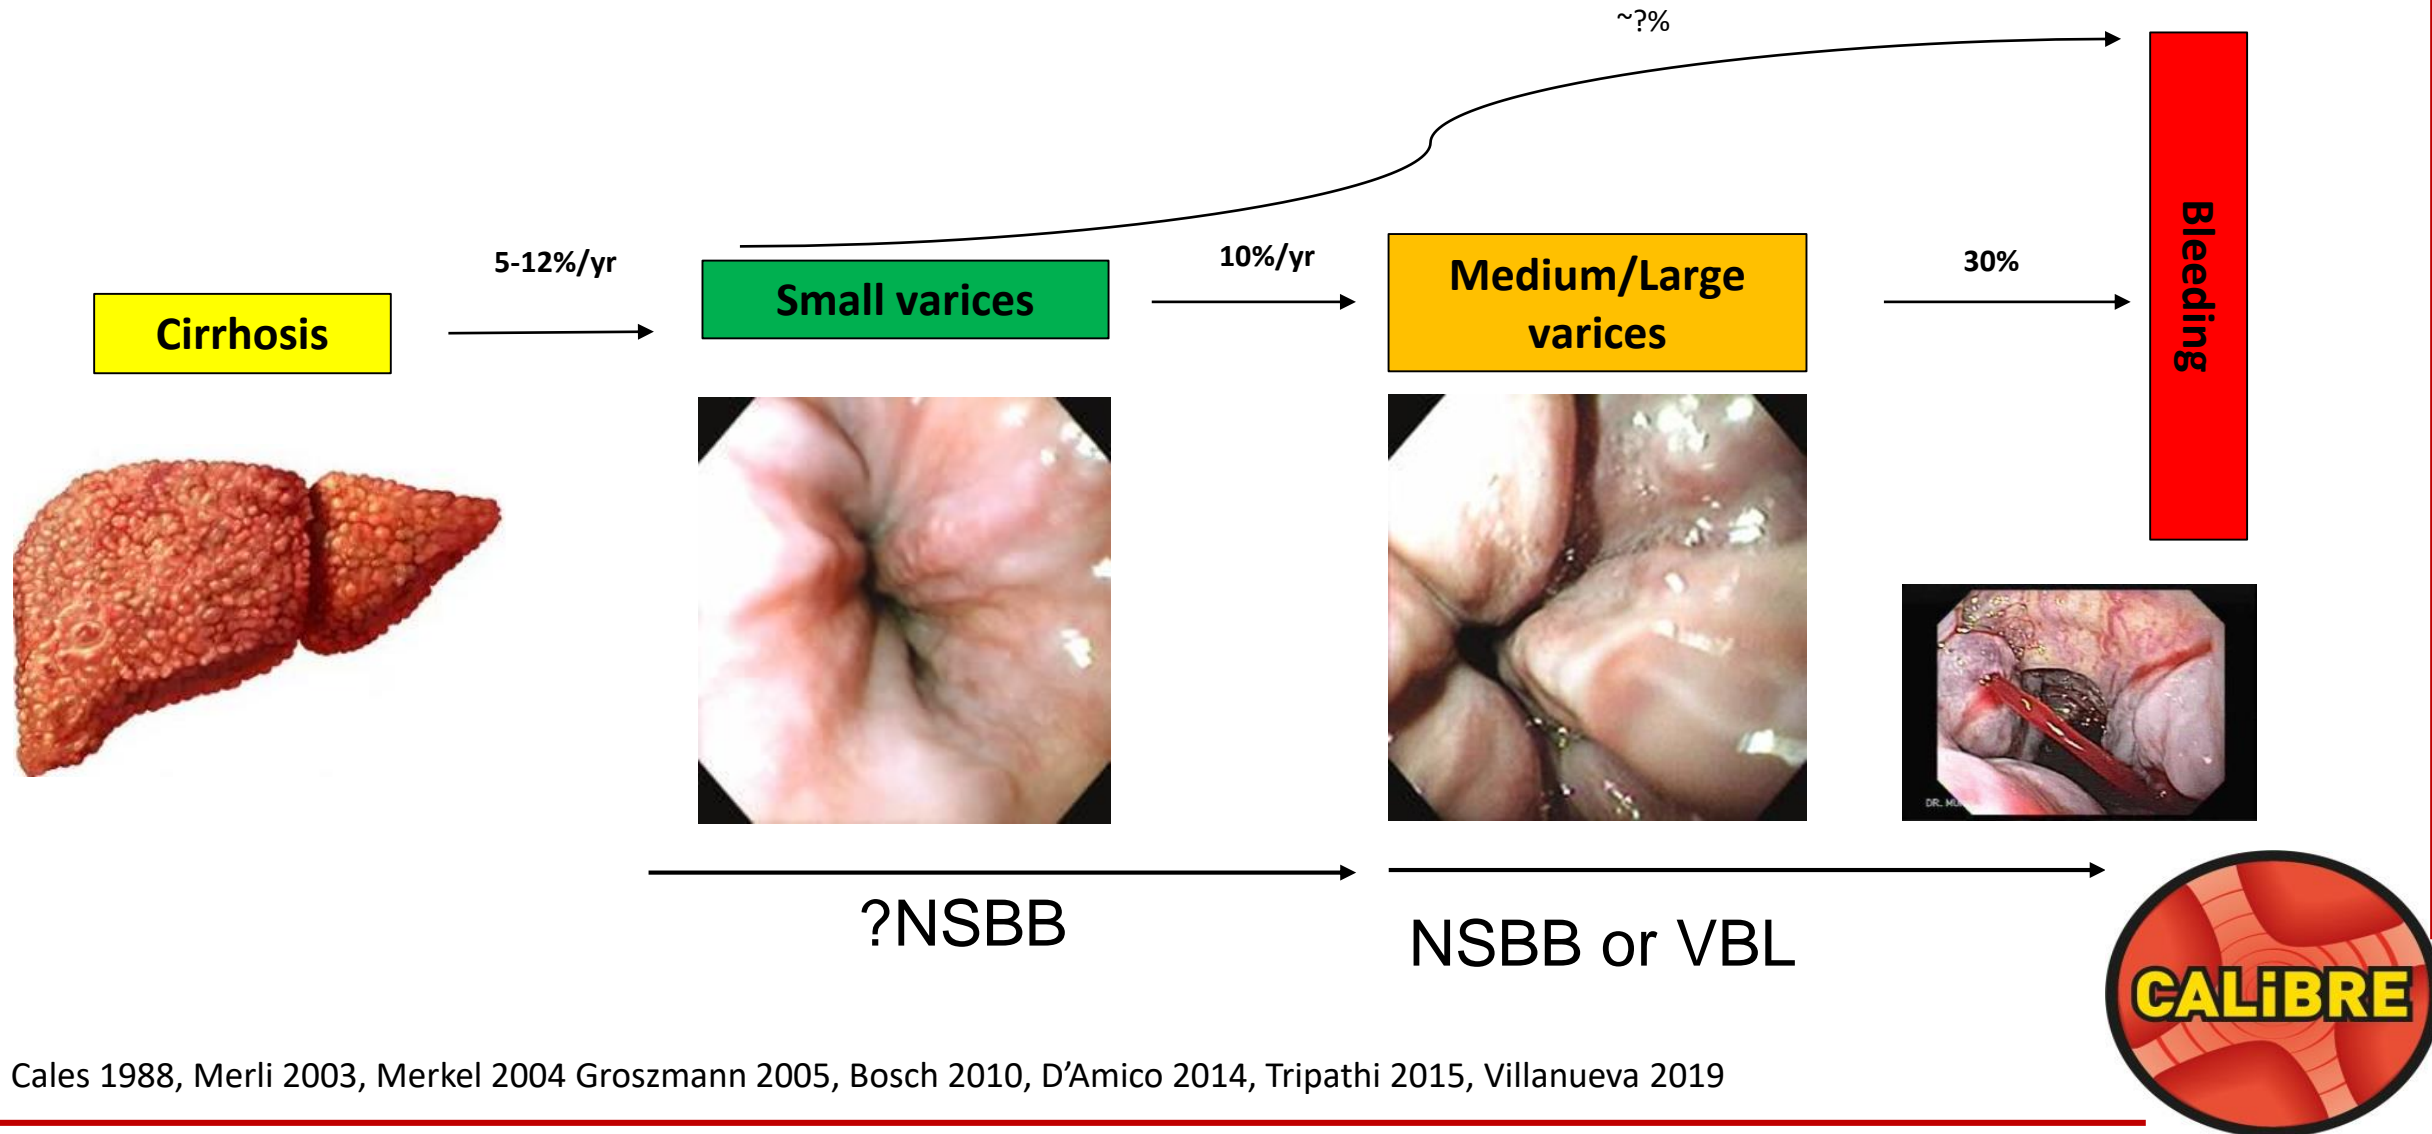 ~?%
5-12%/yr
10%/yr
30%
Cirrhosis
Small varices
Medium/Large
varices
Bleeding
DR.
?NSBB
NSBB or VBL
CALiBRE
Cales 1988, Merli 2003, Merkel 2004 Groszmann 2005, Bosch 2010, D’Amico 2014, Tripathi 2015, Villanueva 2019